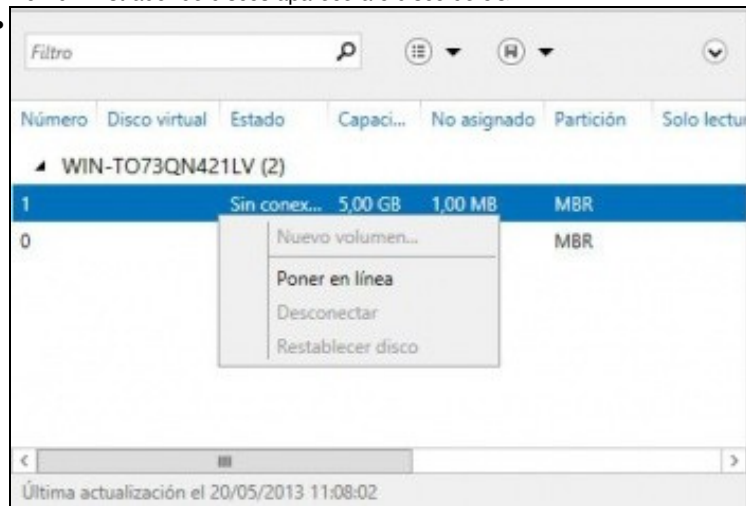 Filtro
Número Disco virtual Estado Capaci... No asignado Partición Solo lectur
WIN-TO73QN421LV (2)
1 Sin conex... 5,00 GB 1,00 MB MBR
0 MBR
Nuevo volumen...
Poner en línea
Desconectar
Restablecer disco
Última actualización el 20/05/2013 11:08:02